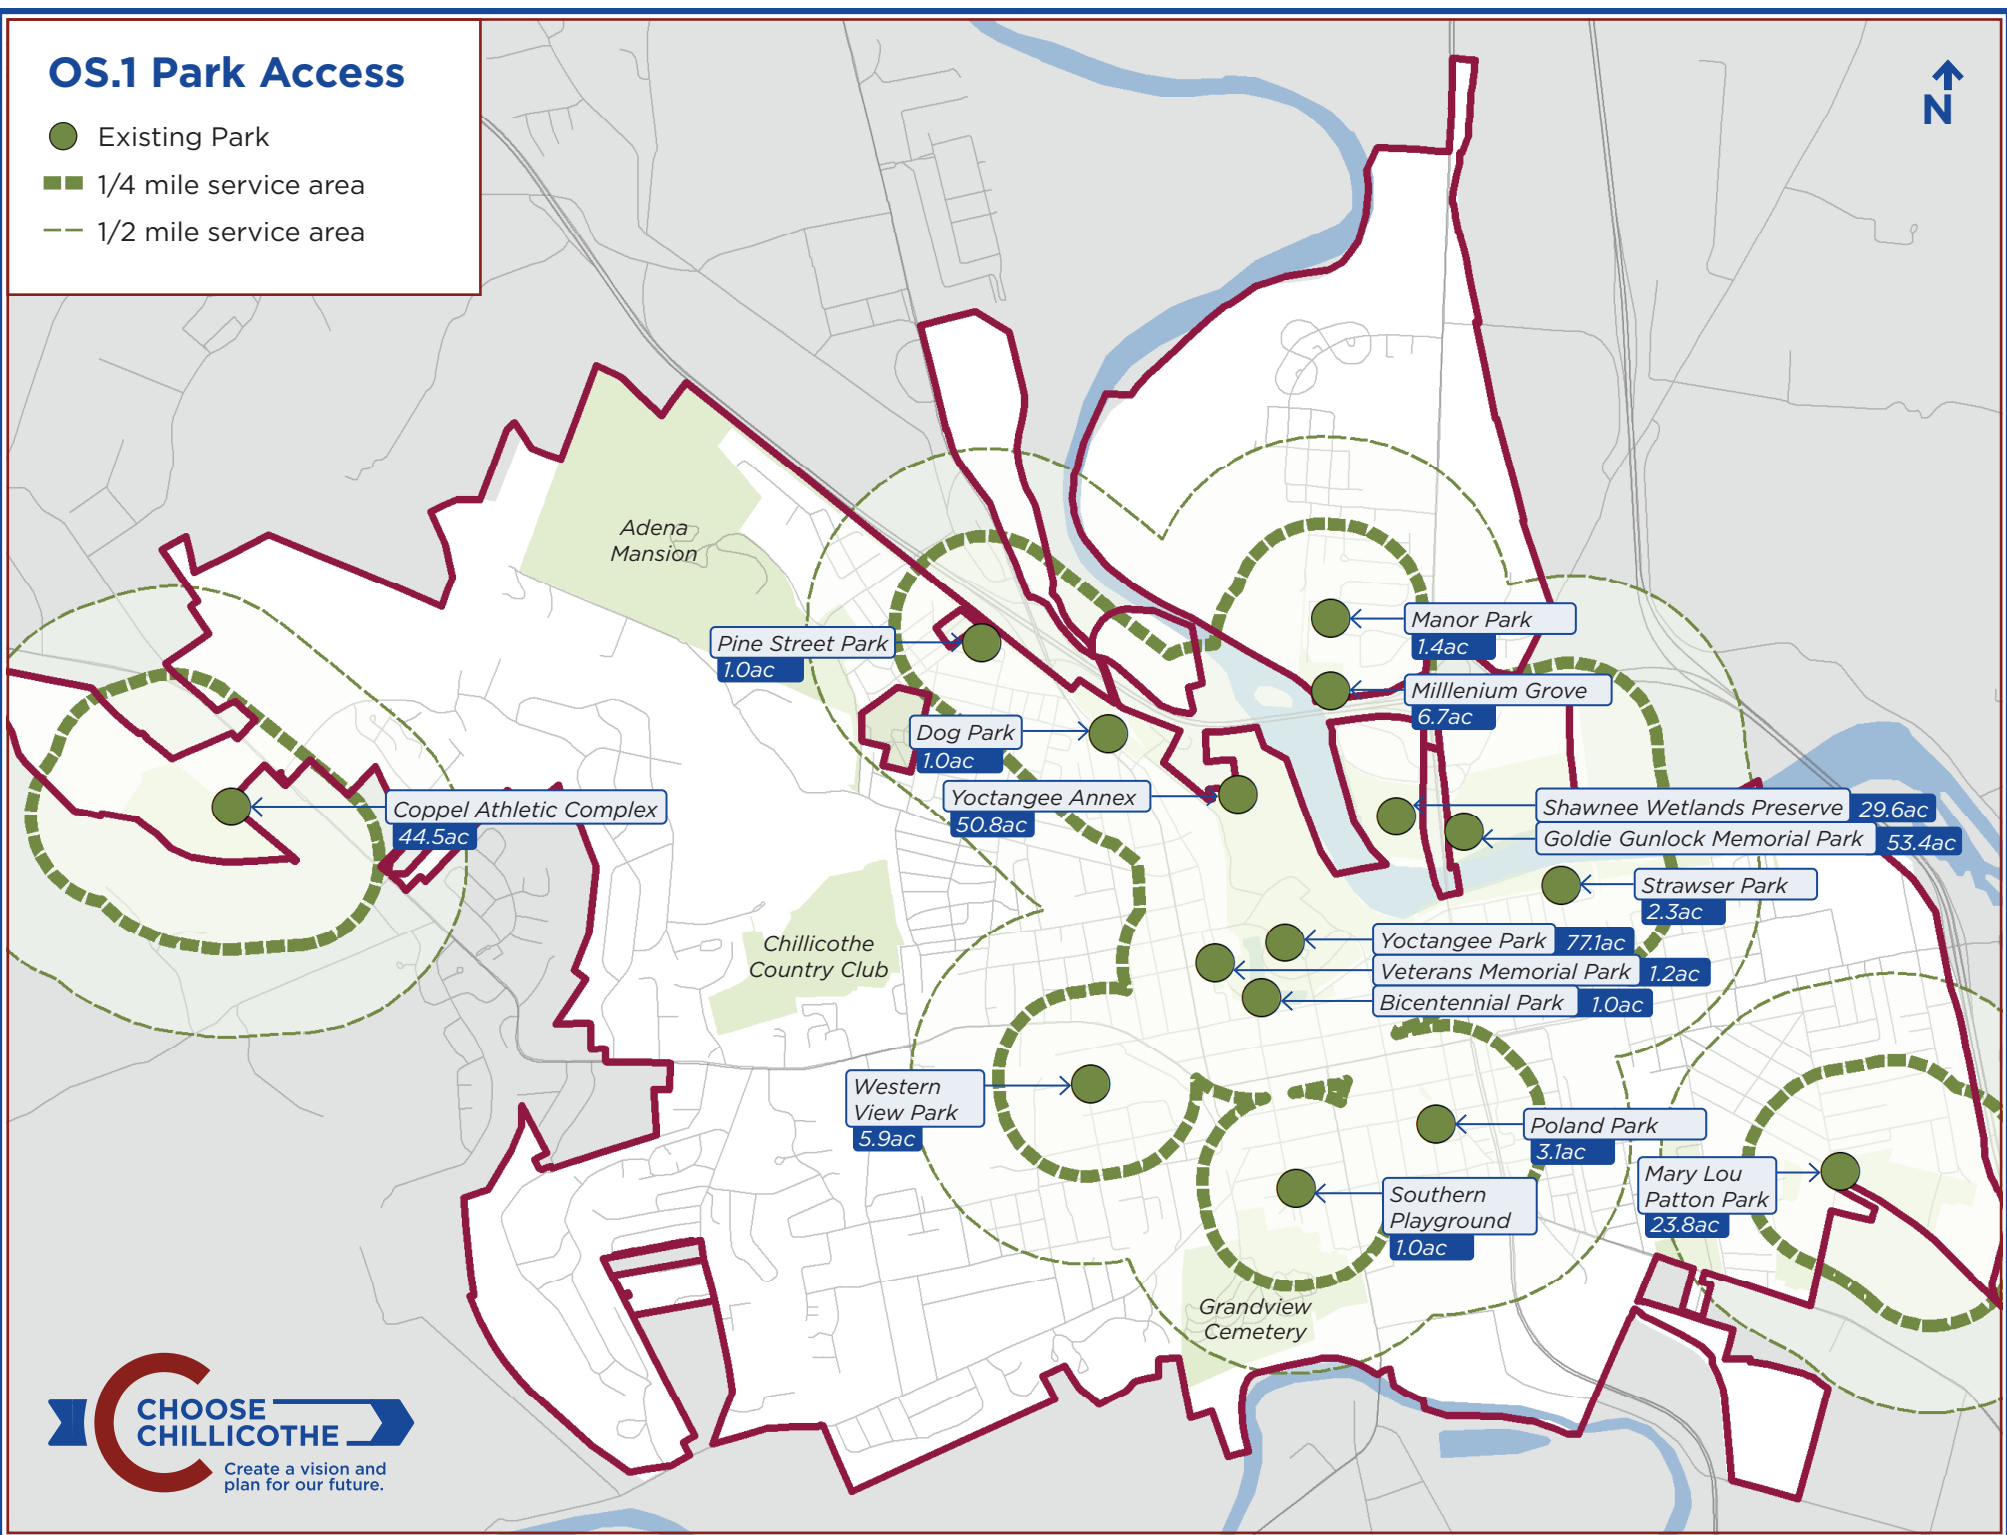 OS.1 Park Access
Existing Park
1/4 mile service area
1/2 mile service area
N
Adena
Mansion
Pine Street Park
1.0ac
Manor Park
1.4ac
Milllenium Grove
6.7ac
Dog Park
1.0ac
Yoctangee Annex
50.8ac
Coppel Athletic Complex
44.5ac
Shawnee Wetlands Preserve 29.6ac
Goldie Gunlock Memorial Park 53.4ac
Strawser Park
2.3ac
Chillicothe
Country Club
Yoctangee Park 77.1ac
Veterans Memorial Park 1.2ac
Bicentennial Park 1.0ac
Western
View Park
5.9ac
Poland Park
3.1ac
Mary Lou
Patton Park
23.8ac
Southern
Playground
1.0ac
Grandview
Cemetery
CHOOSE
CHILLICOTHE
Create a vision and
plan for our future.